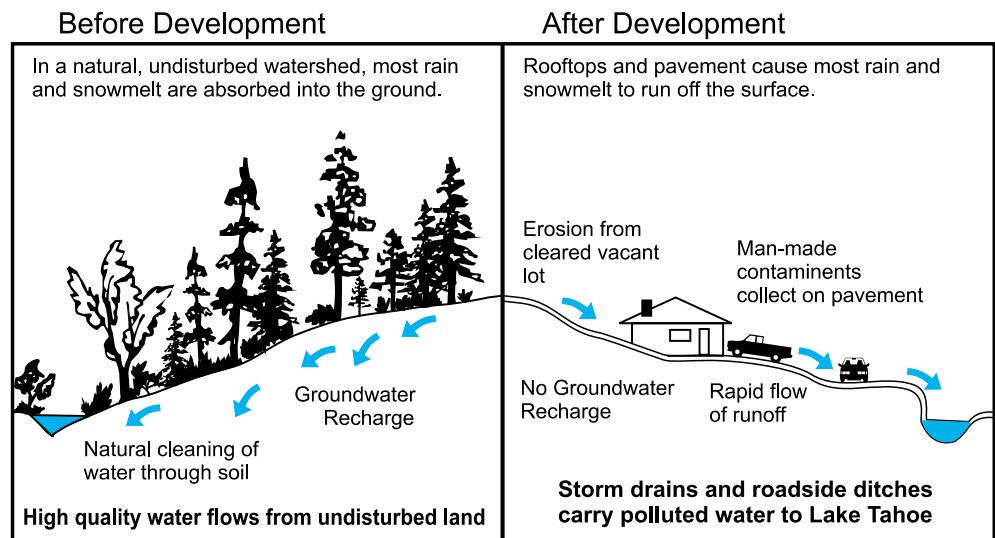 Before Development
In a natural, undisturbed watershed, most rain
and snowmelt are absorbed into the ground.
Groundwater
Recharge
Natural cleaning of
water through soil
High quality water flows from undisturbed land
After Development
Rooftops and pavement cause most rain and
snowmelt to run off the surface.
Erosion from
cleared vacant
lot
Man-made
contaminents
collect on pavement
No Groundwater
Recharge
Rapid flow
of runoff
Storm drains and roadside ditches
carry polluted water to Lake Tahoe